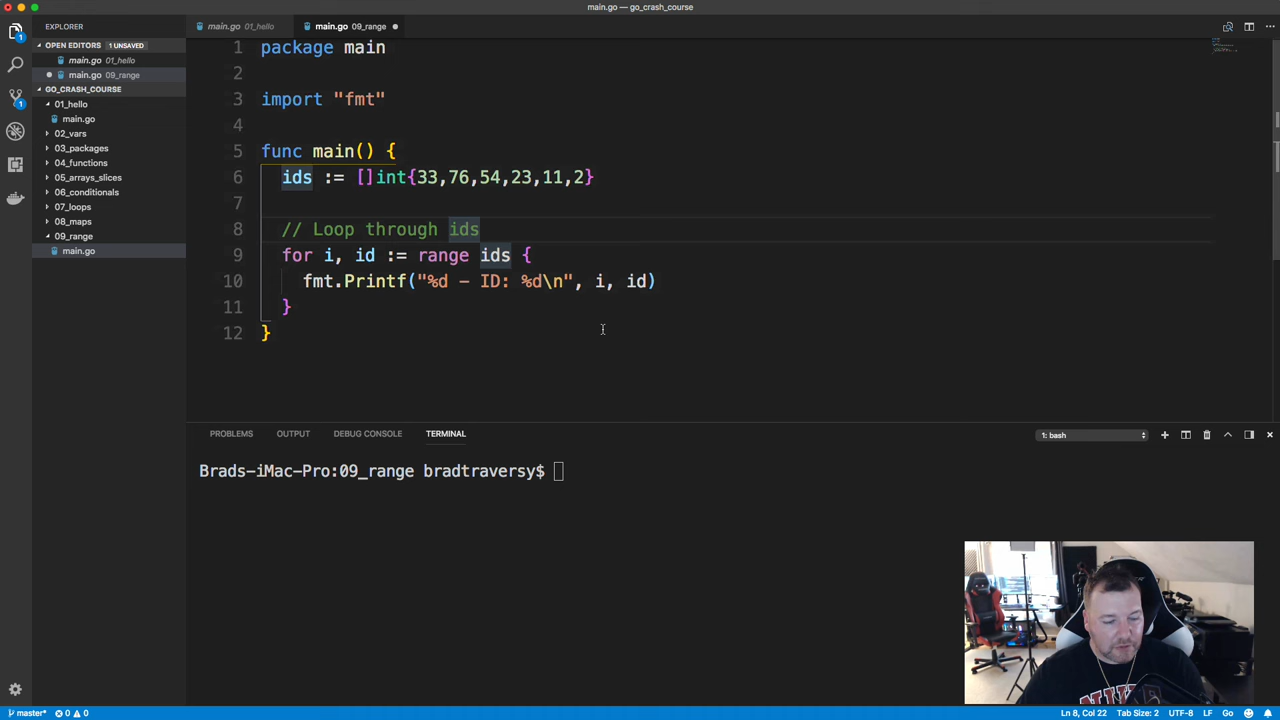 main.go — go_crash_course
EXPLORER
main.go 01_hello
main.go 09_range
OPEN EDITORS 1 UNSAVED
main.go 01_hello
main.go 09_range
GO_CRASH_COURSE
01_hello
main.go
02_vars
03_packages
04_functions
05_arrays_slices
06_conditionals
07_loops
08_maps
09_range
main.go
1 package main
2
3 import "fmt"
4
5 func main() {
6 ids := []int{33,76,54,23,11,2}
7
8 // Loop through ids
9 for i, id := range ids {
10 fmt.Printf("%d - ID: %d\n", i, id)
11 }
12 }
PROBLEMS OUTPUT DEBUG CONSOLE TERMINAL
1: bash
Brads-iMac-Pro:09_range bradtraversy$
master* 0 0
Ln 8, Col 22 Tab Size: 2 UTF-8 LF Go